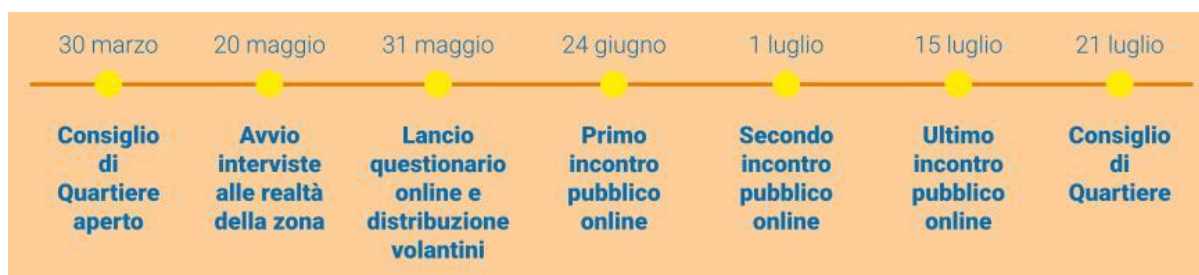 30 marzo
20 maggio
31 maggio
24 giugno
1 luglio
15 luglio
21 luglio
Consiglio
di
Quartiere
aperto
Avvio
interviste
alle realtà
della zona
Lancio
questionario
online e
distribuzione
volantini
Primo
incontro
pubblico
online
Secondo
incontro
pubblico
online
Ultimo
incontro
pubblico
online
Consiglio
di
Quartiere